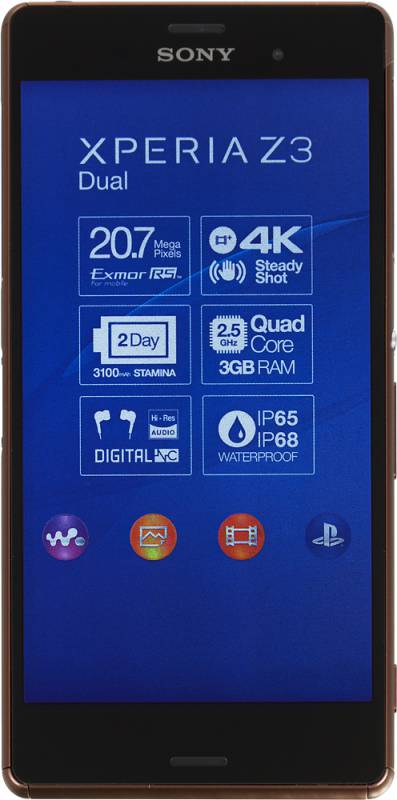 SONY
XPERIA Z3
Dual
20.7 Mega Pixels
Exmor RS™
For mobile
4K
Steady
Shot
2 Day
3100mAh STAMINA
2.5 GHz
Quad
Core
3GB RAM
Hi-Res
AUDIO
DIGITAL NC
IP65
IP68
WATERPROOF